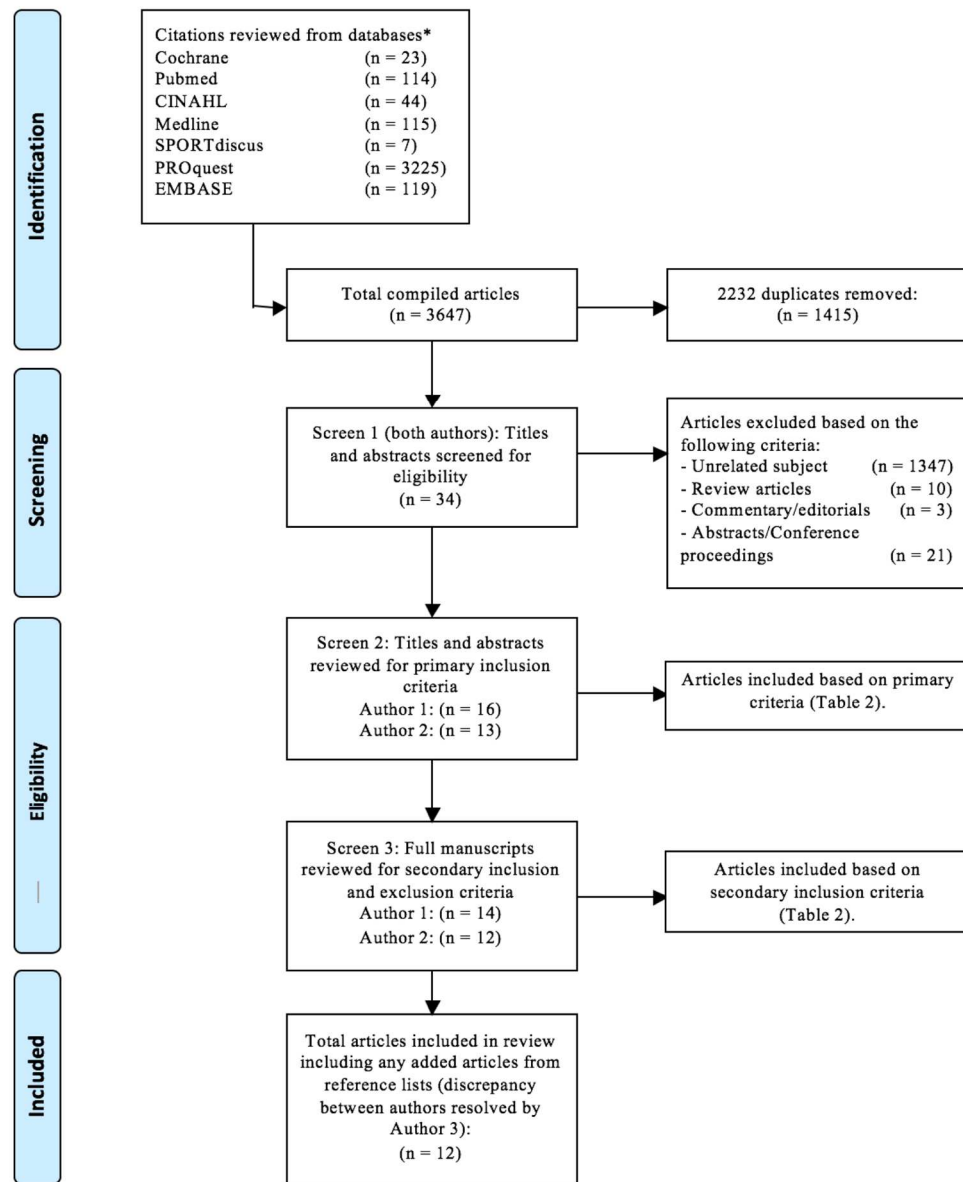 Identification
Citations reviewed from databases*
Cochrane (n = 23)
Pubmed (n = 114)
CINAHL (n = 44)
Medline (n = 115)
SPORTdiscus (n = 7)
PROquest (n = 3225)
EMBASE (n = 119)
Total compiled articles
(n = 3647)
2232 duplicates removed:
(n = 1415)
Screening
Screen 1 (both authors): Titles
and abstracts screened for
eligibility
(n = 34)
Articles excluded based on the
following criteria:
- Unrelated subject (n = 1347)
- Review articles (n = 10)
- Commentary/editorials (n = 3)
- Abstracts/Conference
proceedings (n = 21)
Eligibility
Screen 2: Titles and abstracts
reviewed for primary inclusion
criteria
Author 1: (n = 16)
Author 2: (n = 13)
Articles included based on primary
criteria (Table 2).
Screen 3: Full manuscripts
reviewed for secondary inclusion
and exclusion criteria
Author 1: (n = 14)
Author 2: (n = 12)
Articles included based on
secondary inclusion criteria
(Table 2).
Included
Total articles included in review
including any added articles from
reference lists (discrepancy
between authors resolved by
Author 3):
(n = 12)